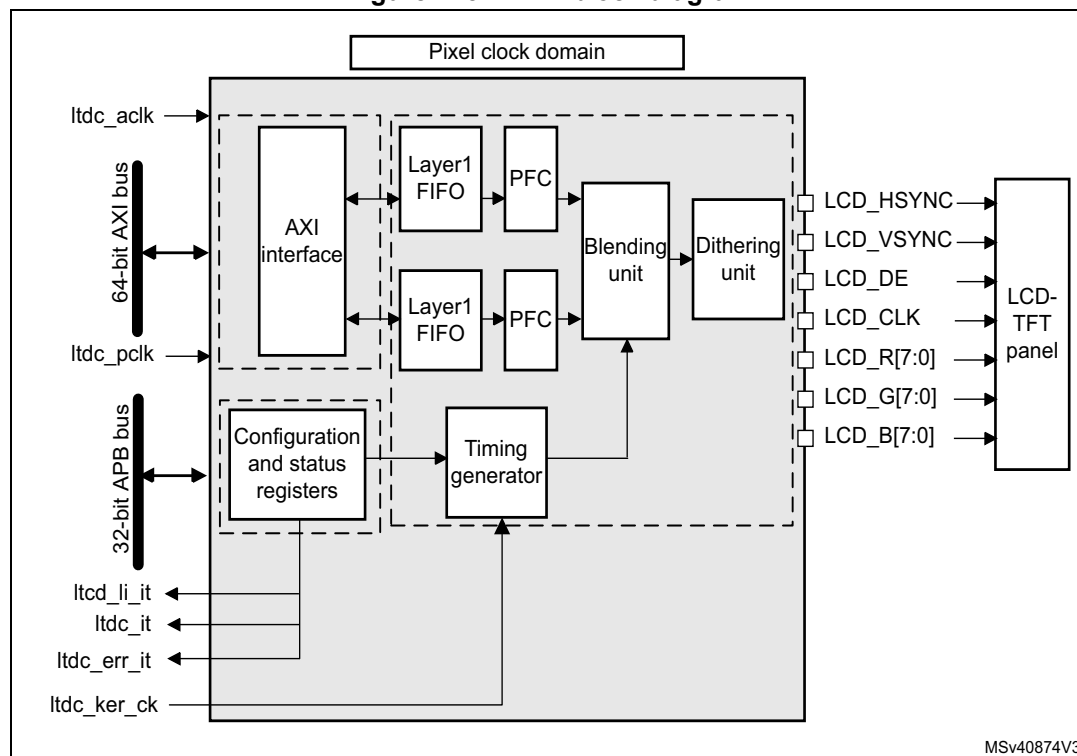 Pixel clock domain
ltdc_aclk
64-bit AXI bus
ltdc_pclk
32-bit APB bus
AXI
interface
Layer1
FIFO
PFC
Layer1
FIFO
PFC
Blending
unit
Dithering
unit
Configuration
and status
registers
Timing
generator
LCD_HSYNC
LCD_VSYNC
LCD_DE
LCD_CLK
LCD_R[7:0]
LCD_G[7:0]
LCD_B[7:0]
LCD-
TFT
panel
ltcd_li_it
ltdc_it
ltdc_err_it
ltdc_ker_ck
MSv40874V3